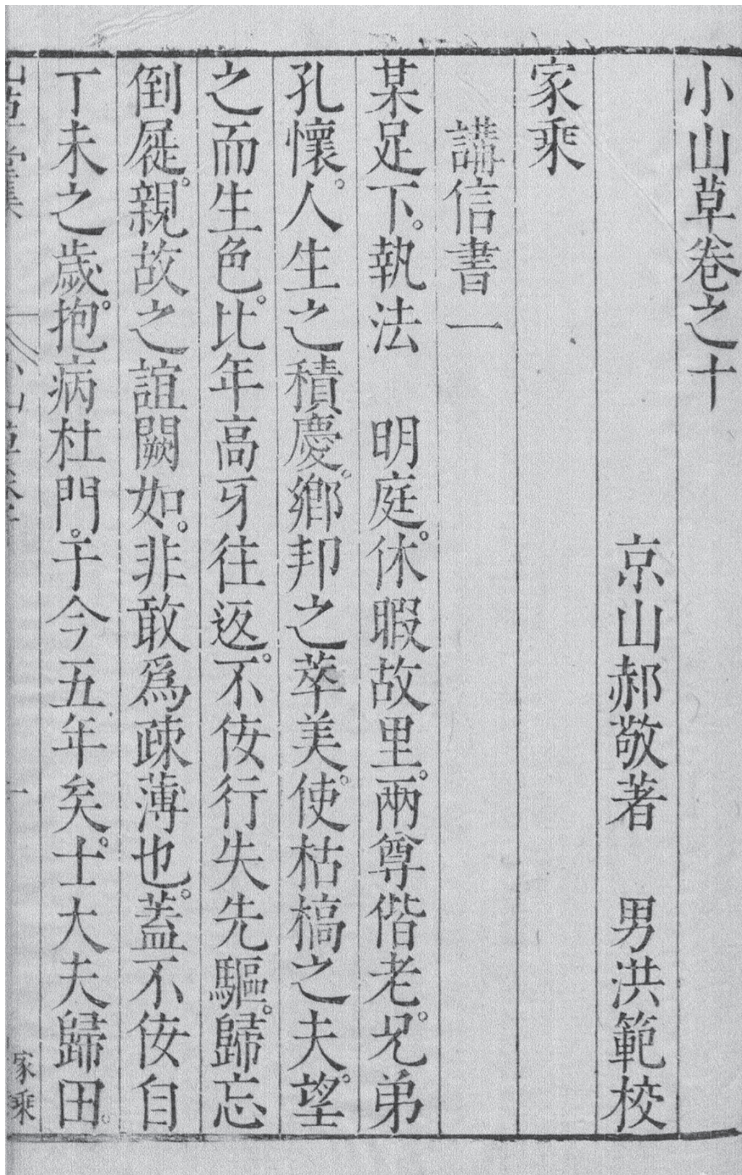 小山草卷之十
京山郝敬著　男洪範校
家乘
講信書一
某足下。執法　明庭。休暇故里。兩尊偕老。兄弟
孔懷。人生之積慶。鄉邦之萃美。使枯槁之夫。望
之而生色。比年高牙往返。不佞行失先驅。歸忘
倒屣。親故之誼闕如。非敢爲疎薄也。蓋不佞自
丁未之歲。抱病杜門。于今五年矣。士大夫歸田。
家乘